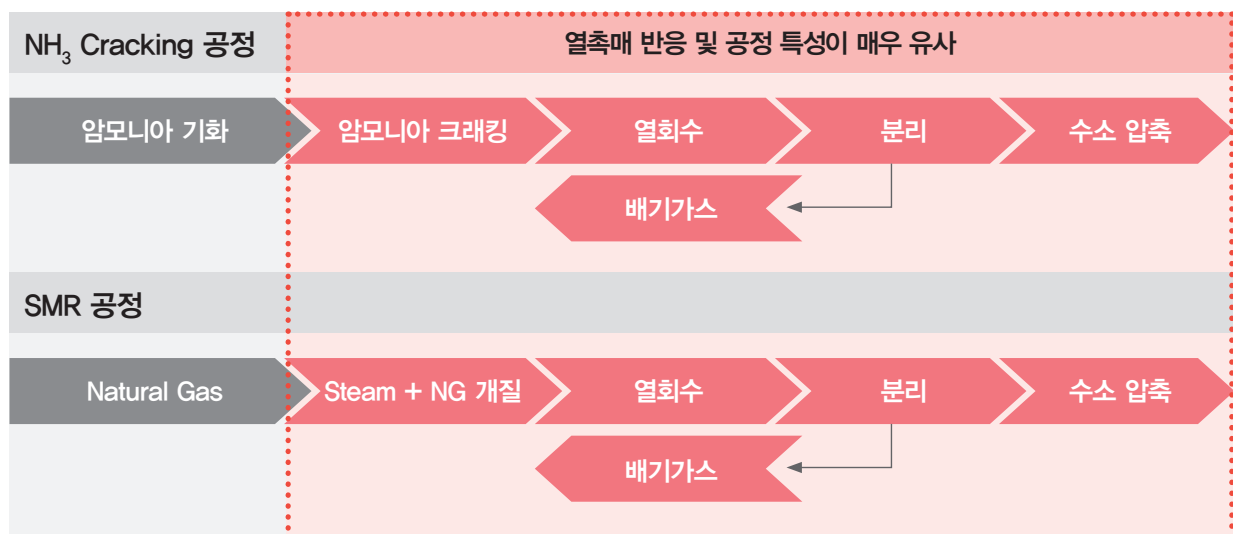 NH₃ Cracking 공정
열촉매 반응 및 공정 특성이 매우 유사
암모니아 기화
암모니아 크래킹
열회수
분리
수소 압축
배기가스
SMR 공정
Natural Gas
Steam + NG 개질
열회수
분리
수소 압축
배기가스